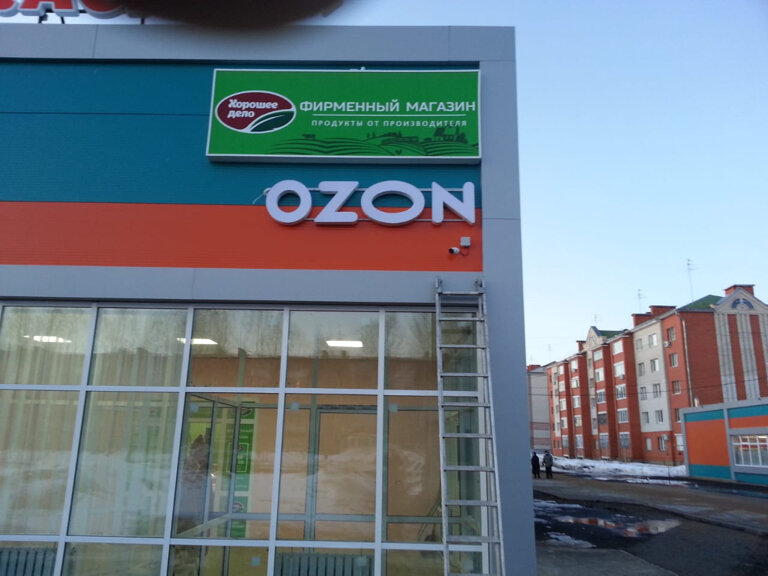 Хорошее
дело
ФИРМЕННЫЙ МАГАЗИН
ПРОДУКТЫ ОТ ПРОИЗВОДИТЕЛЯ
OZON